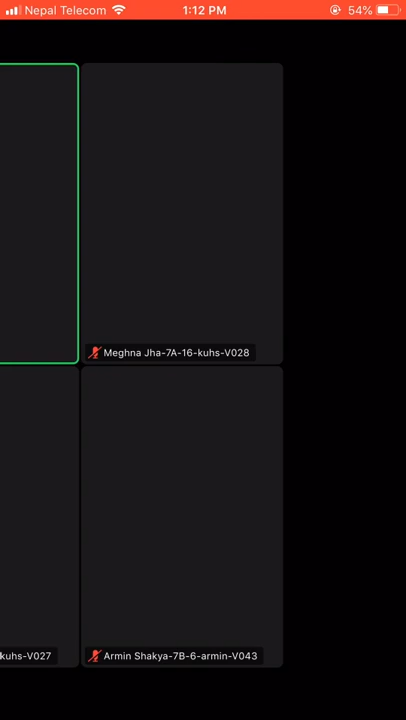 Nepal Telecom 1:12 PM 54%
Meghna Jha-7A-16-kuhs-V028
kuhs-V027 Armin Shakya-7B-6-armin-V043